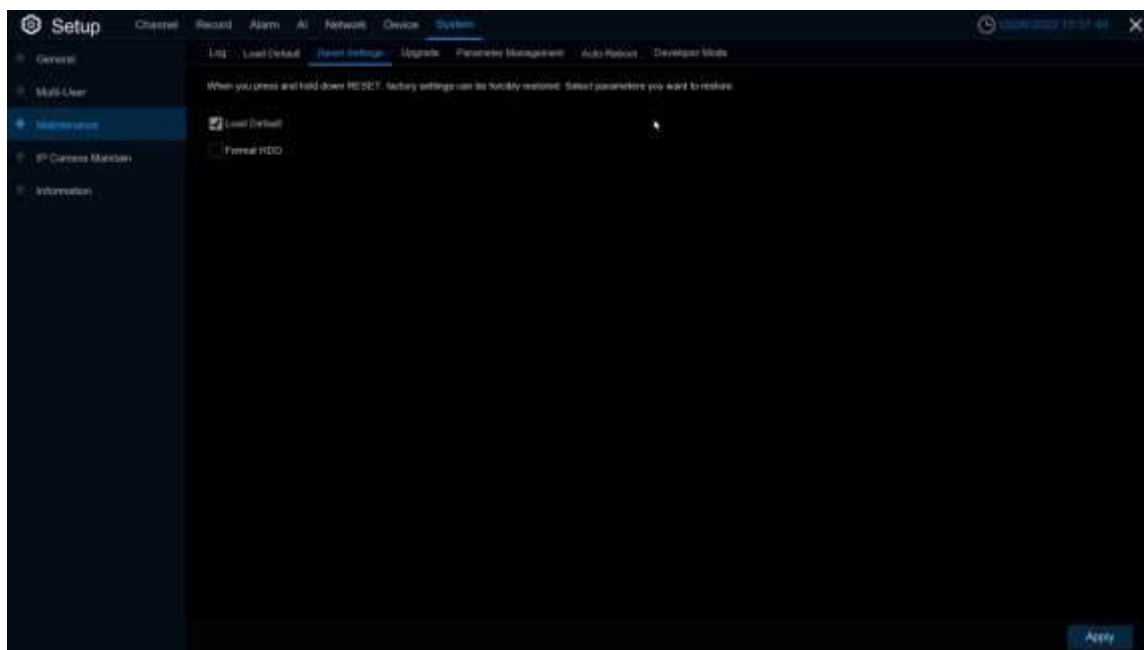 Setup
Channel Record Alarm AI Network Device System
General
Multi-User
Maintenance
IP Camera Maintain
Information
Log Load Default Reset Settings Upgrade Parameter Management Auto Reboot Developer Mode
When you press and hold down RESET, factory settings can be forcibly restored. Select parameters you want to restore.
Load Default
Format HDD
Apply